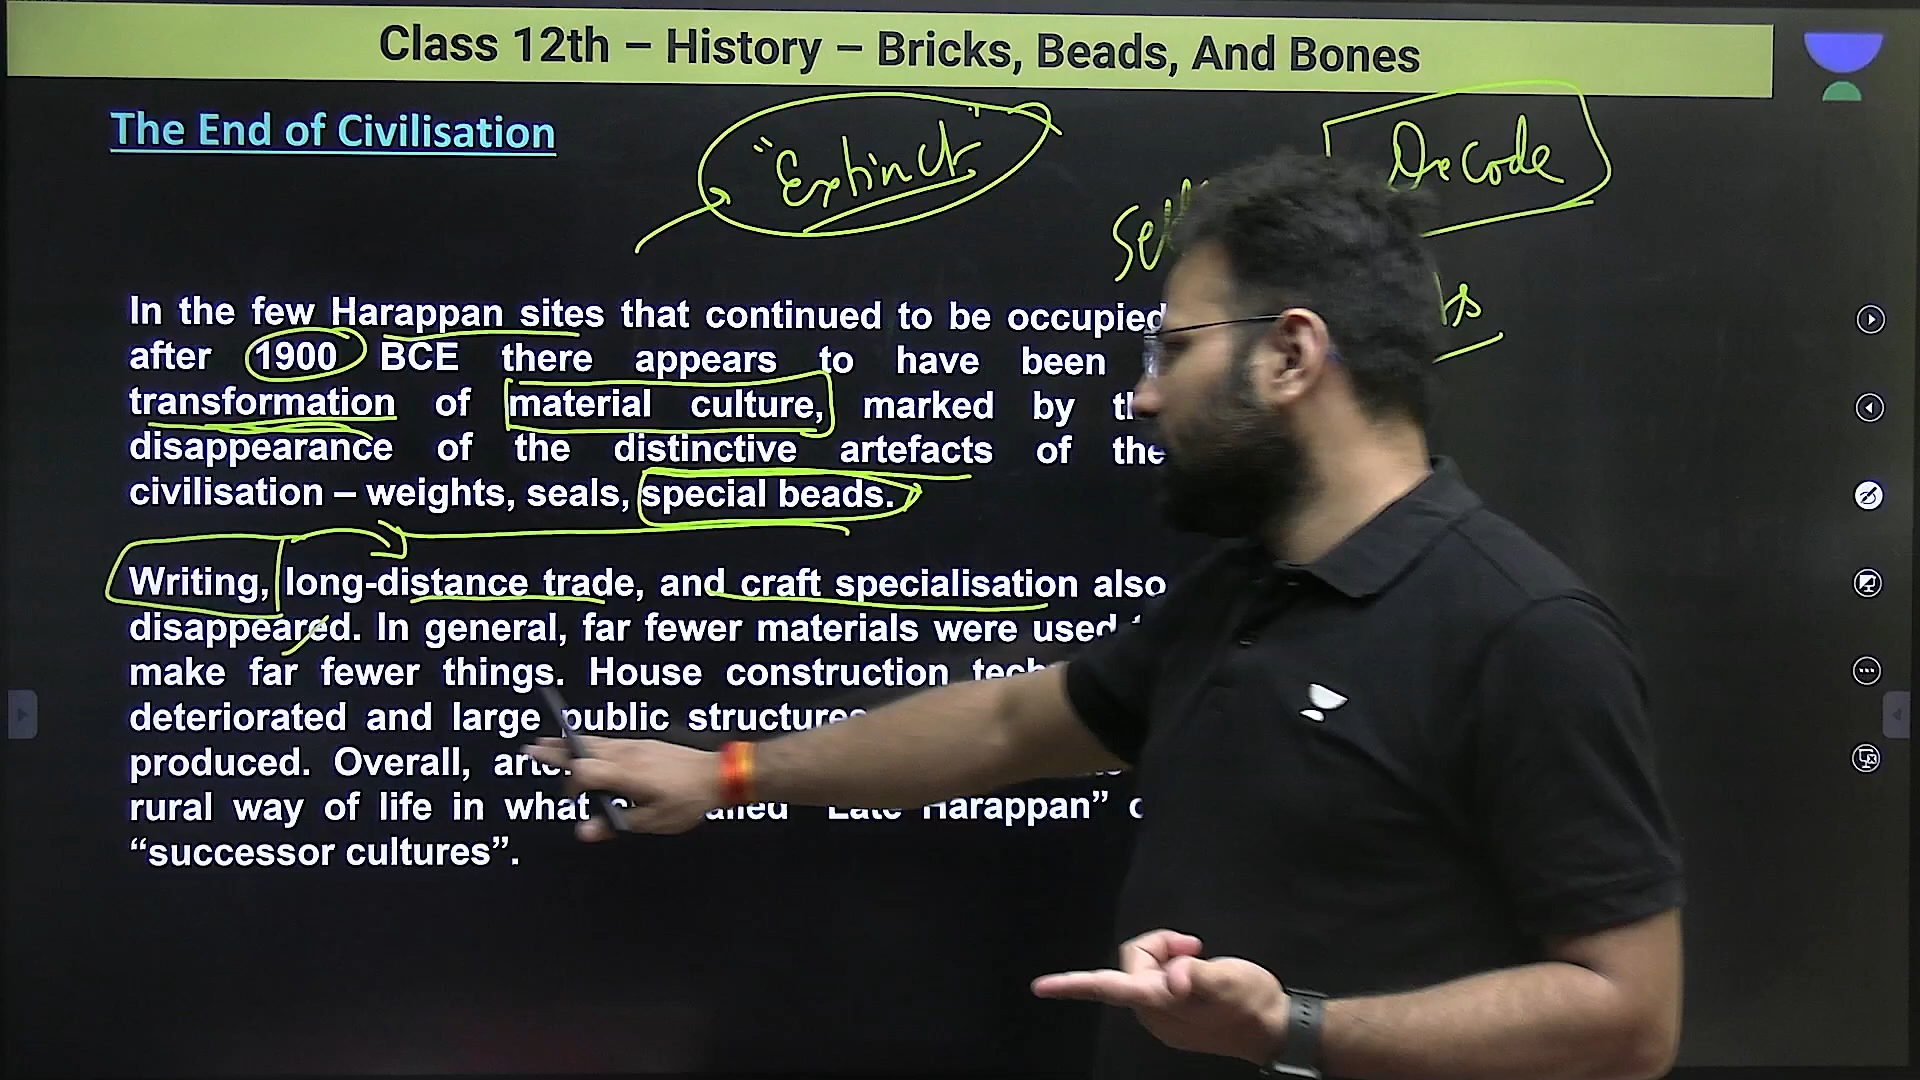 Class 12th – History – Bricks, Beads, And Bones
The End of Civilisation
"Extinct"
Decode
In the few Harappan sites that continued to be occupied
after 1900 BCE there appears to have been
transformation of material culture, marked by
disappearance of the distinctive artefacts of the
civilisation – weights, seals, special beads.
Writing, long-distance trade, and craft specialisation also
disappeared. In general, far fewer materials were used
make far fewer things. House construction
deteriorated and large public structures
produced. Overall,
rural way of life in what "Late Harappan"
"successor cultures".